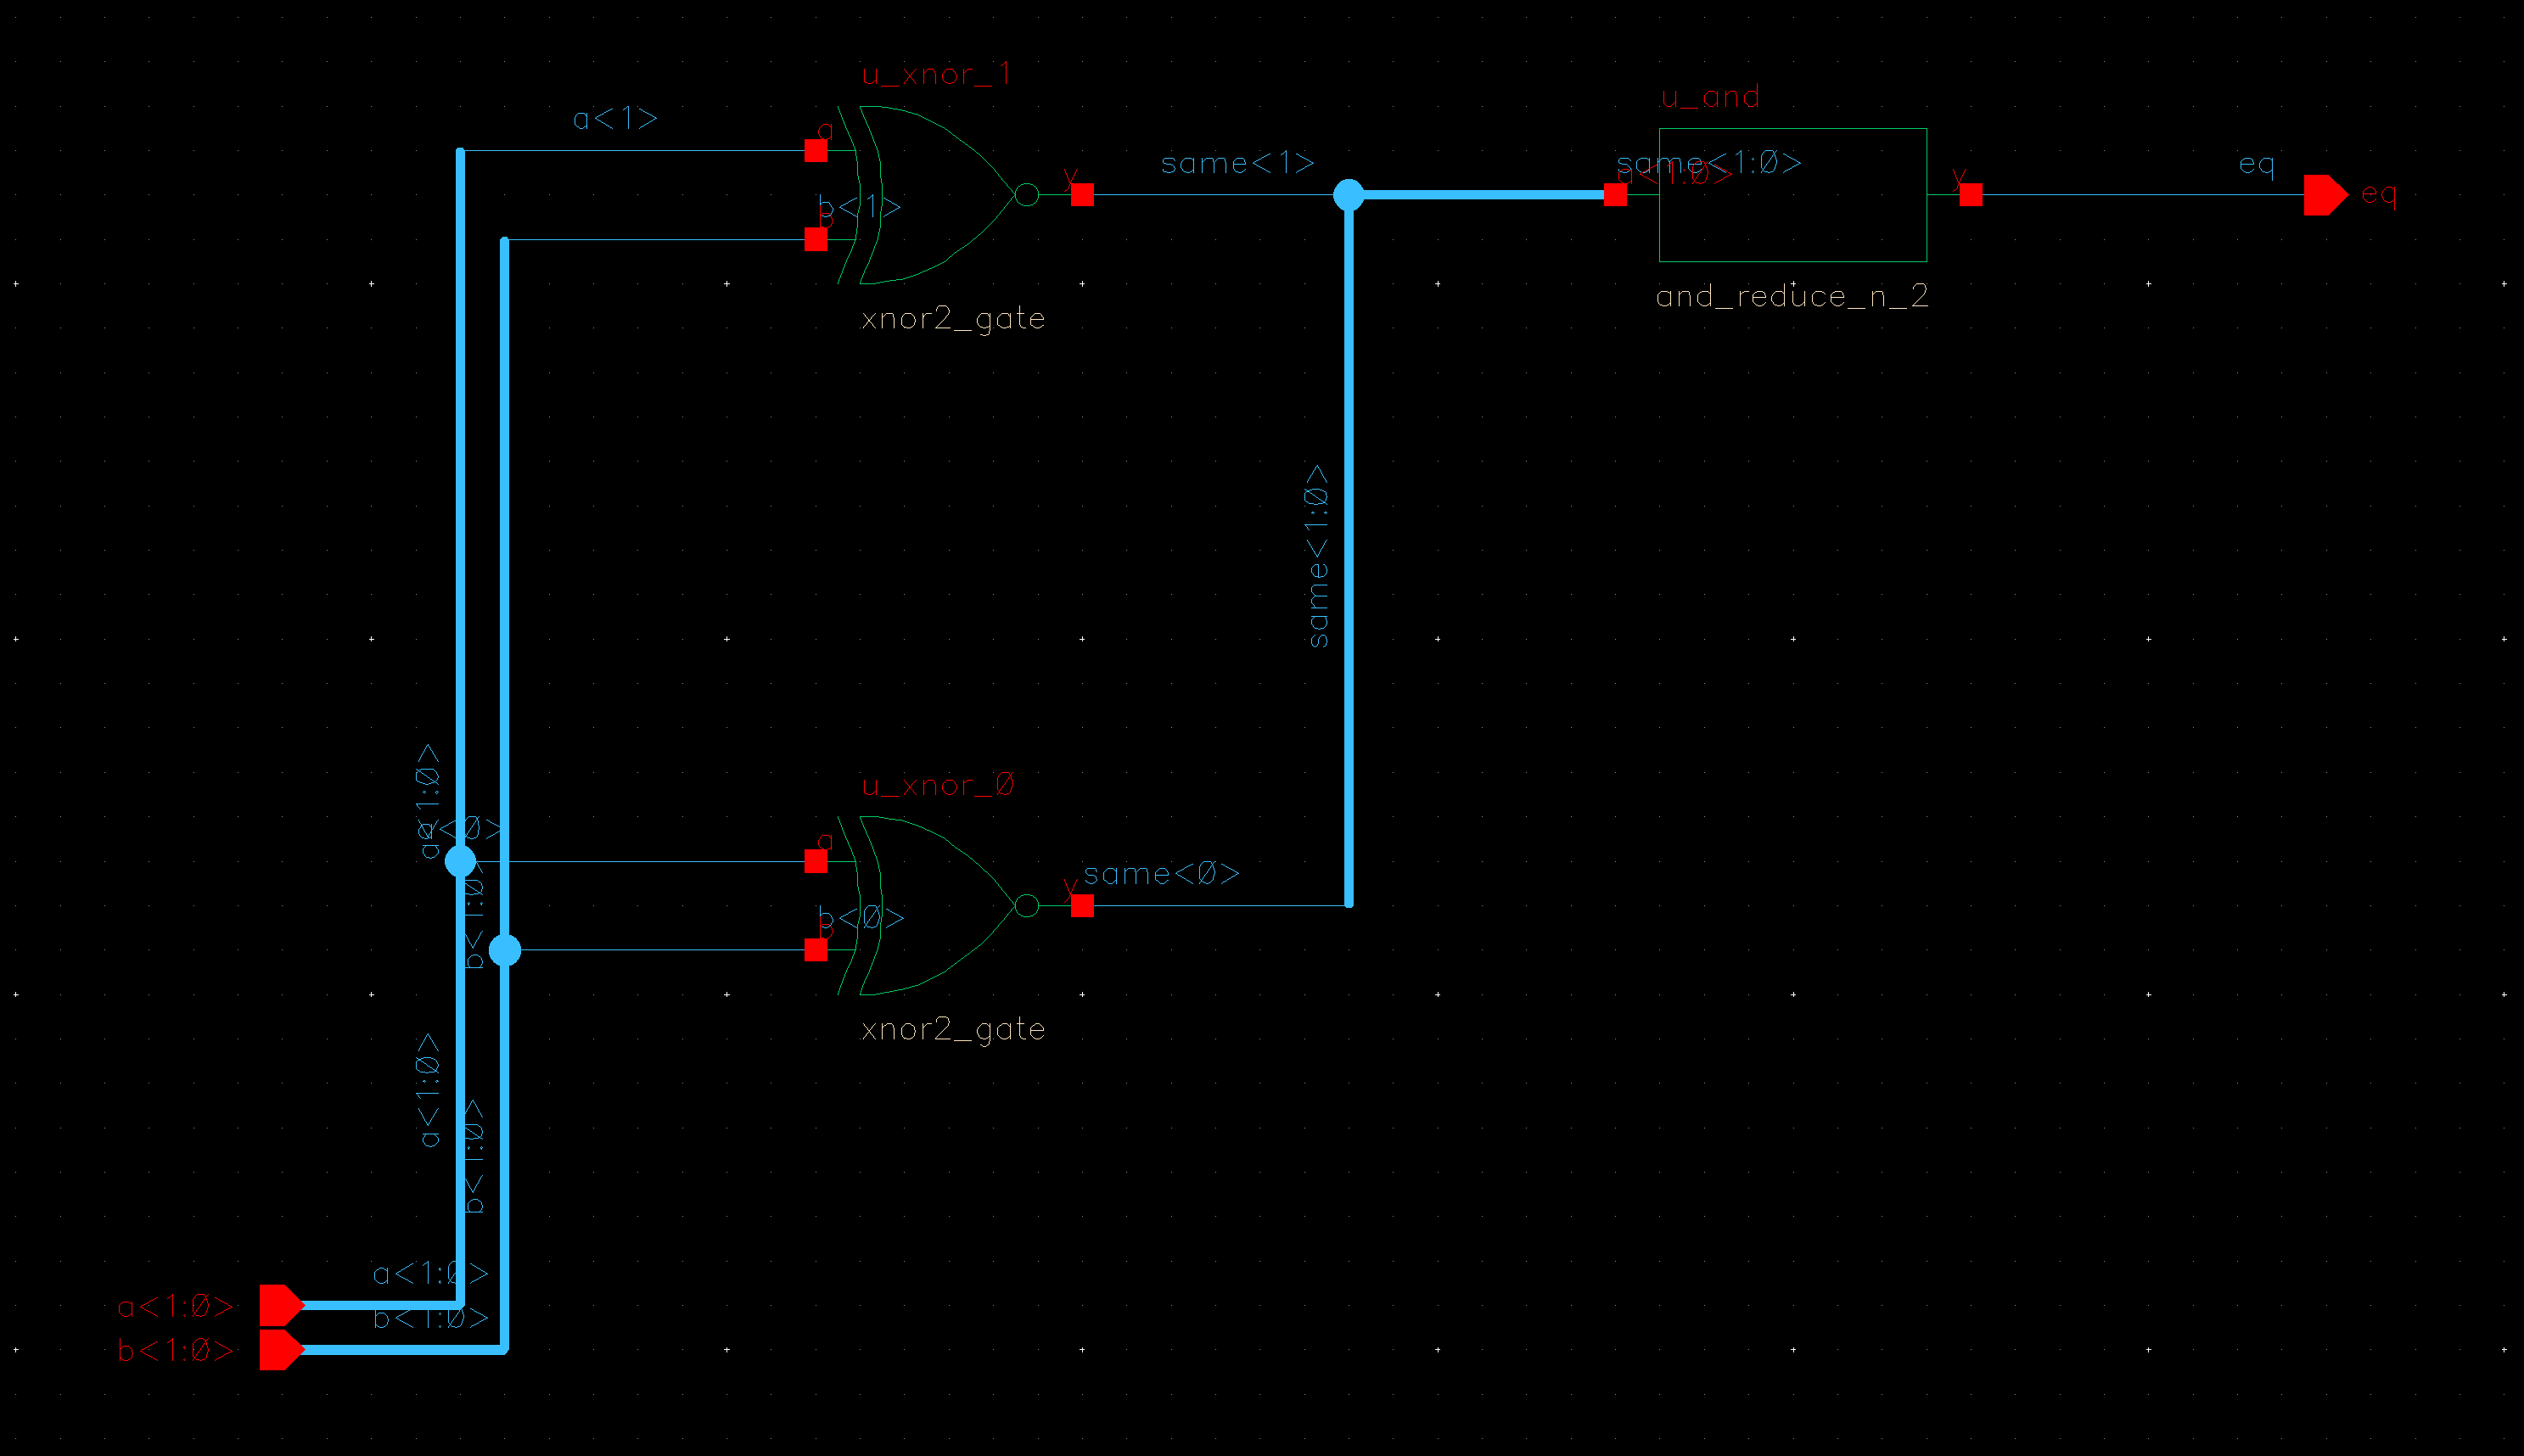 u_xnor_1
u_and
a<1>
a
same<1>
same<1:0>
eq
a<1:0>
y
y
eq
b<1>
b
xnor2_gate
and_reduce_n_2
same<1:0>
a<1:0>
u_xnor_0
a<0>
a
b<1:0>
same<0>
y
b<0>
b
xnor2_gate
a<1:0>
b<1:0>
a<1:0>
a<1:0>
b<1:0>
b<1:0>